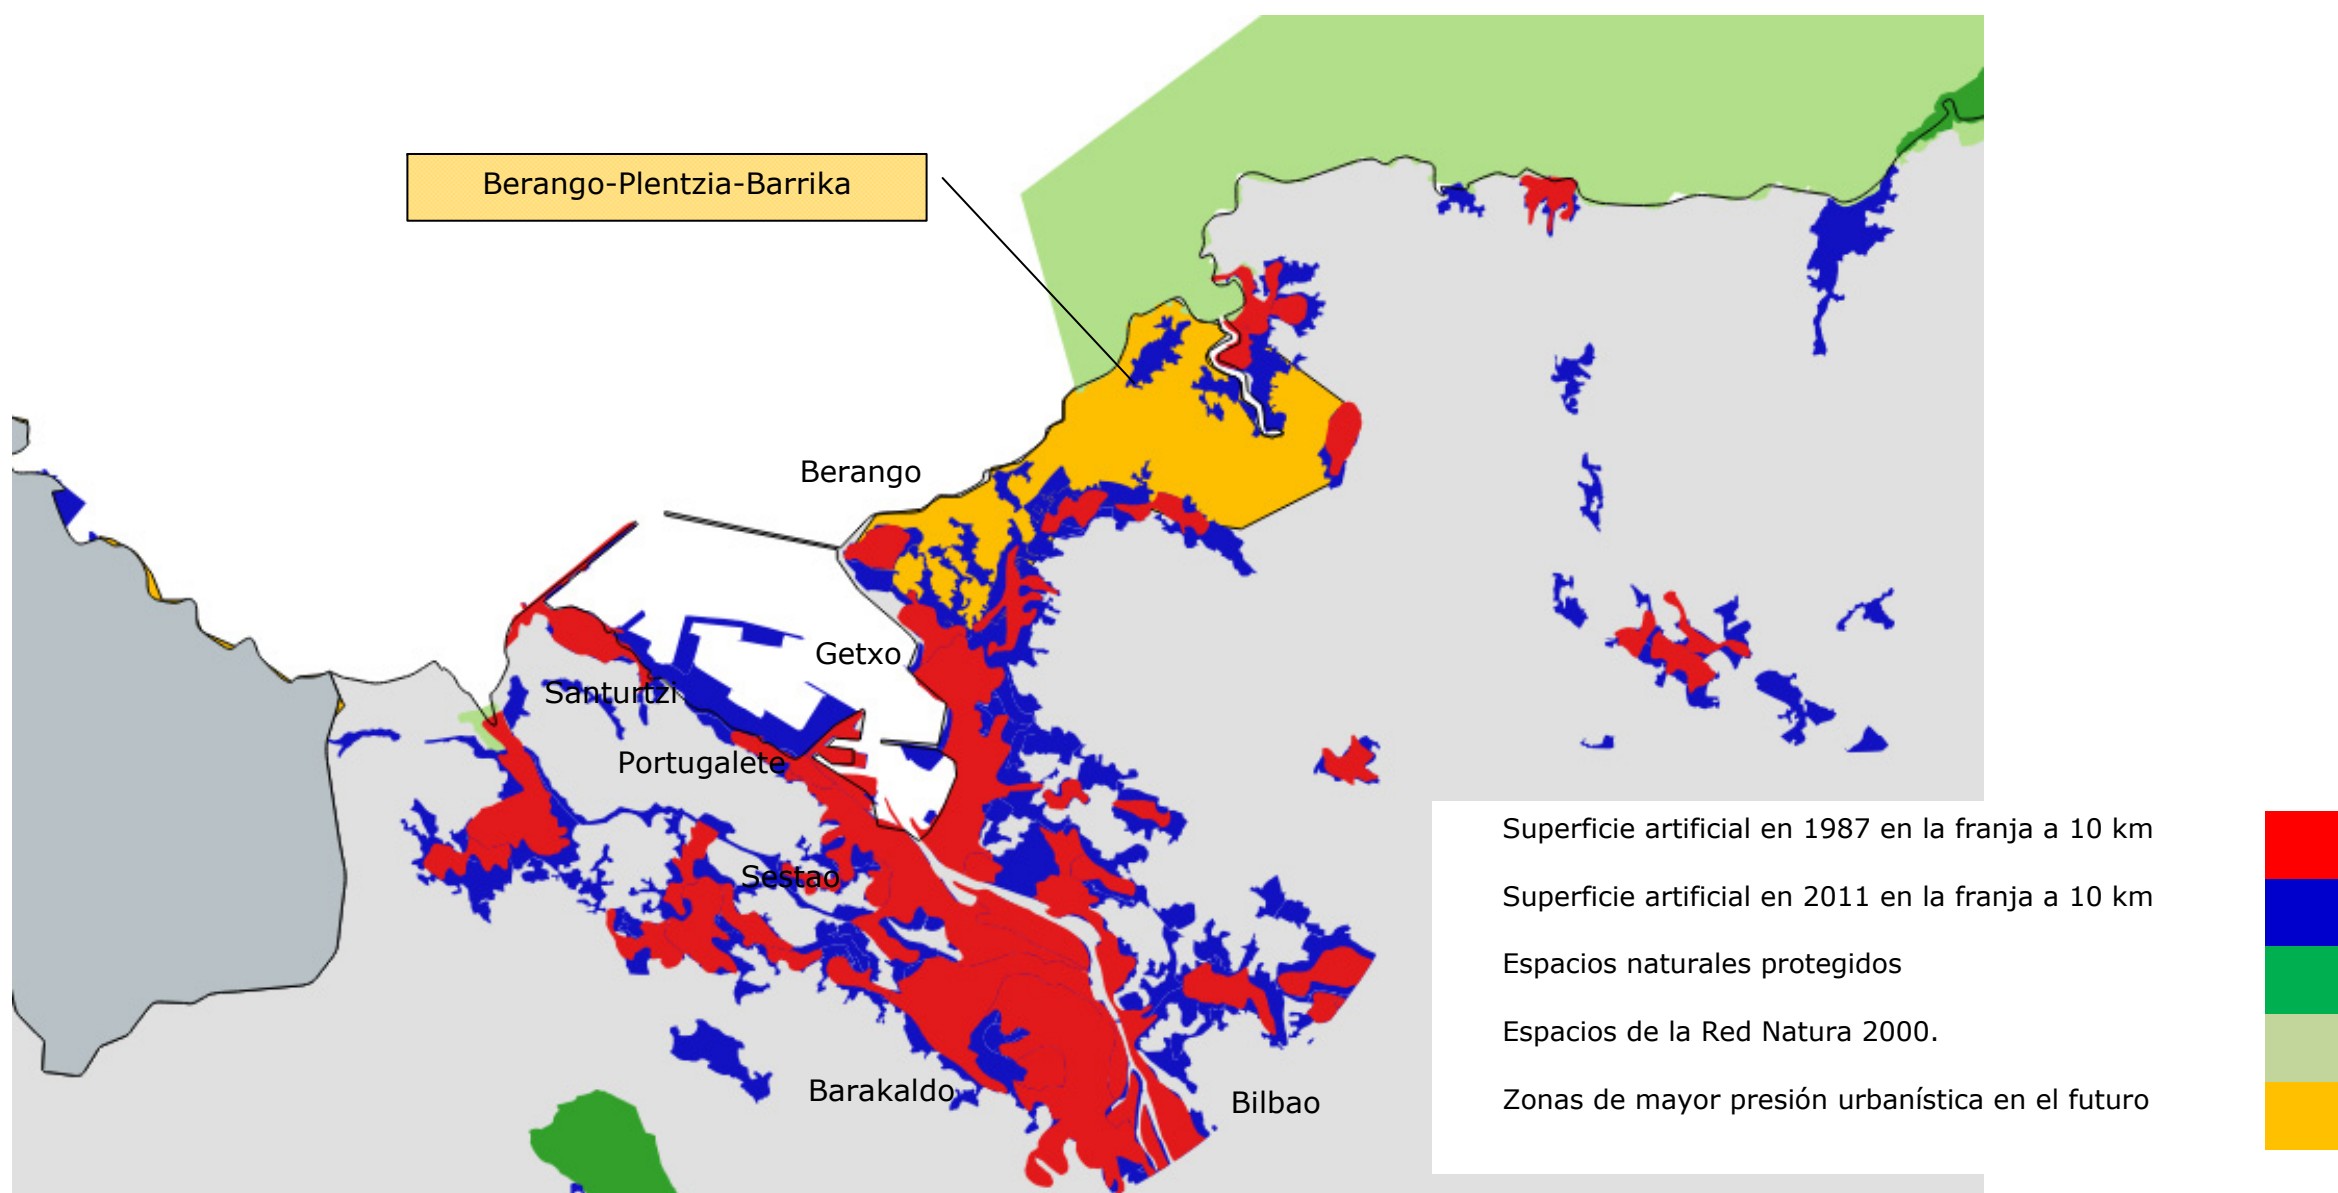 Berango-Plentzia-Barrika
Berango
Getxo
Santurtzi
Portugalete
Sestao
Barakaldo
Bilbao
Superficie artificial en 1987 en la franja a 10 km
Superficie artificial en 2011 en la franja a 10 km
Espacios naturales protegidos
Espacios de la Red Natura 2000.
Zonas de mayor presión urbanística en el futuro